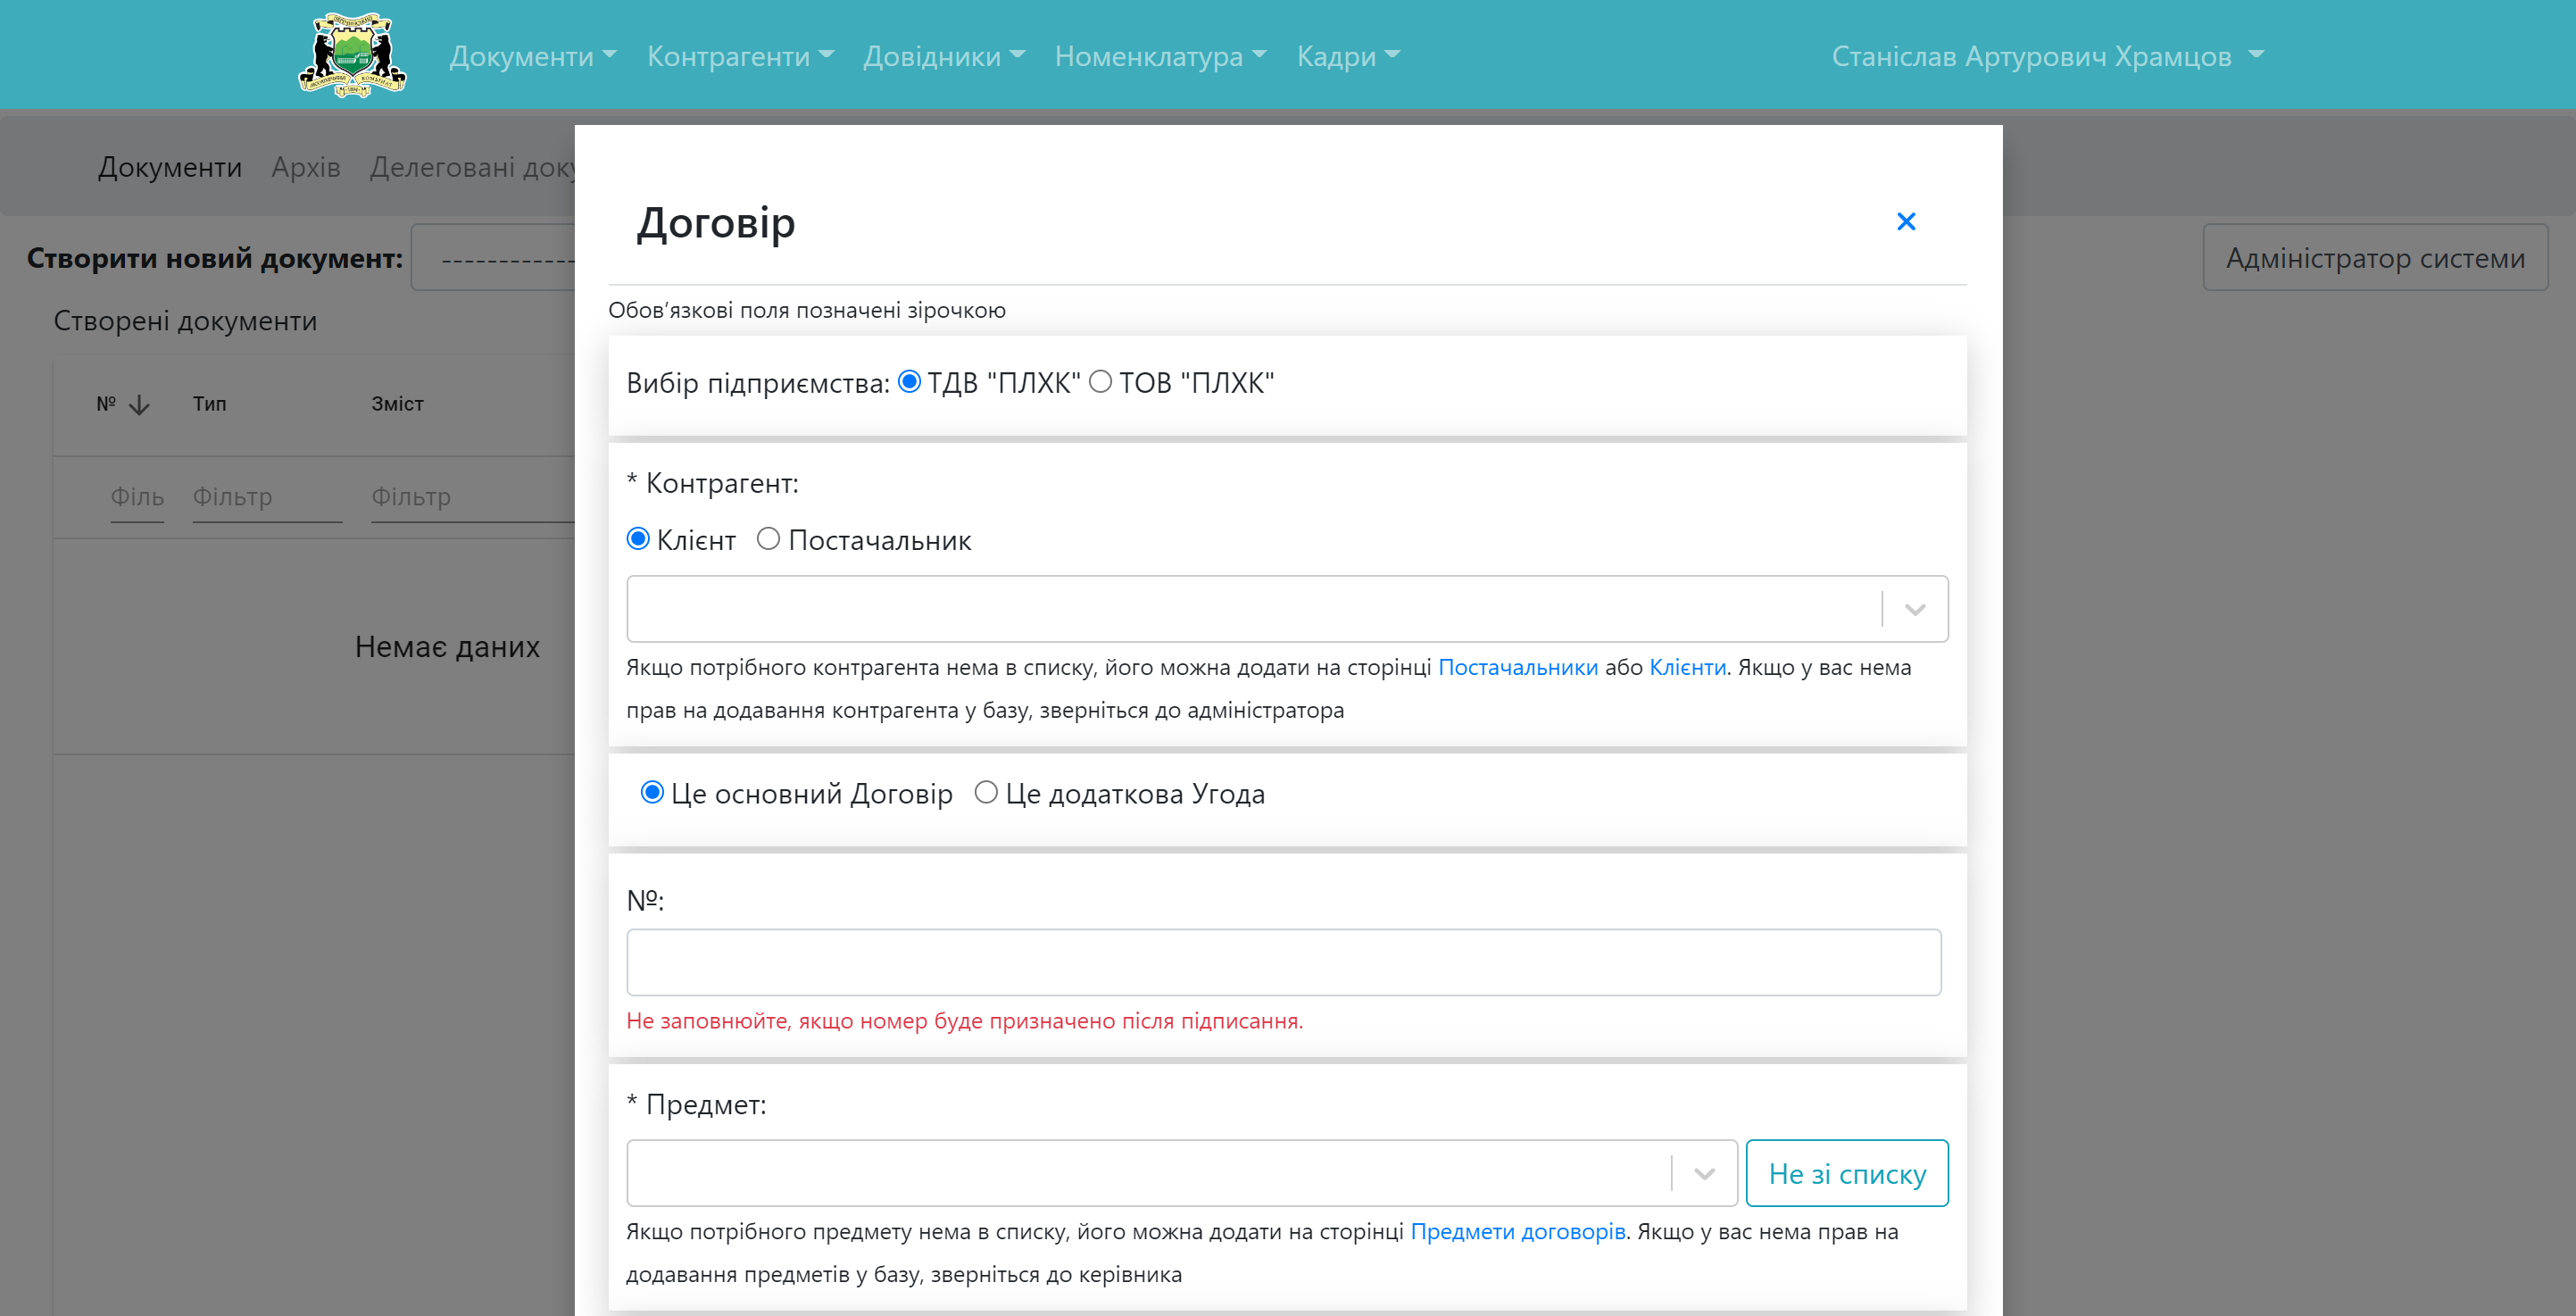 Документи Контрагенти Довідники Номенклатура Кадри Станіслав Артурович Храмцов
Документи Архів Делеговані доку
Створити новий документ: ------------ Адміністратор системи
Створені документи
№ Тип Зміст
Філь Фільтр Фільтр
Немає даних
Договір
Обов’язкові поля позначені зірочкою
Вибір підприємства: ТДВ "ПЛХК" ТОВ "ПЛХК"
* Контрагент:
Клієнт Постачальник
Якщо потрібного контрагента нема в списку, його можна додати на сторінці Постачальники або Клієнти. Якщо у вас нема
прав на додавання контрагента у базу, зверніться до адміністратора
Це основний Договір Це додаткова Угода
№:
Не заповнюйте, якщо номер буде призначено після підписання.
* Предмет:
Не зі списку
Якщо потрібного предмету нема в списку, його можна додати на сторінці Предмети договорів. Якщо у вас нема прав на
додавання предметів у базу, зверніться до керівника